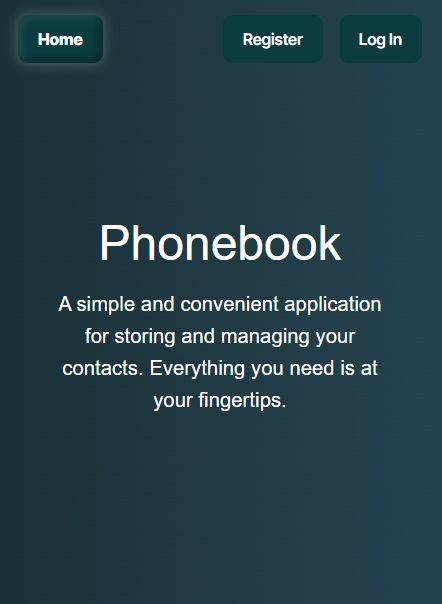 Home
Register
Log In
Phonebook
A simple and convenient application
for storing and managing your
contacts. Everything you need is at
your fingertips.